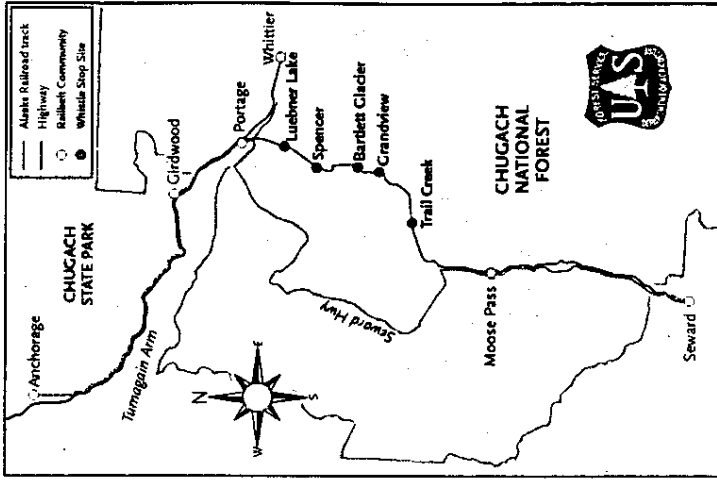 Alaska Railroad track
Highway
Railbelt Community
Whistle Stop Site
Anchorage
CHUGACH
STATE PARK
Girdwood
Turnagain Arm
Portage
Whittier
Luebner Lake
Spencer
Bartlett Glacier
Grandview
Trail Creek
Seward Hwy
N
E
S
W
CHUGACH
NATIONAL
FOREST
FOREST SERVICE
UAS
Moose Pass
Seward